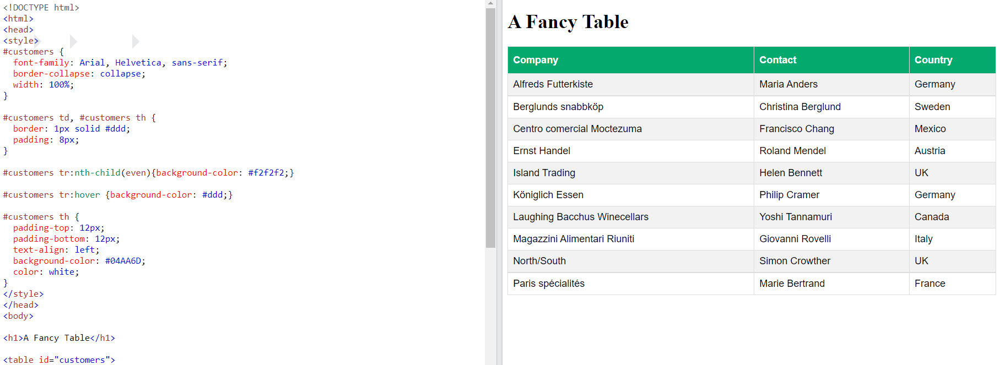 <!DOCTYPE html>
<html>
<head>
<style>
#customers {
  font-family: Arial, Helvetica, sans-serif;
  border-collapse: collapse;
  width: 100%;
}

#customers td, #customers th {
  border: 1px solid #ddd;
  padding: 8px;
}

#customers tr:nth-child(even){background-color: #f2f2f2;}

#customers tr:hover {background-color: #ddd;}

#customers th {
  padding-top: 12px;
  padding-bottom: 12px;
  text-align: left;
  background-color: #04AA6D;
  color: white;
}
</style>
</head>
<body>

<h1>A Fancy Table</h1>

<table id="customers">
A Fancy Table
Company Contact Country
Alfreds Futterkiste Maria Anders Germany
Berglunds snabbköp Christina Berglund Sweden
Centro comercial Moctezuma Francisco Chang Mexico
Ernst Handel Roland Mendel Austria
Island Trading Helen Bennett UK
Königlich Essen Philip Cramer Germany
Laughing Bacchus Winecellars Yoshi Tannamuri Canada
Magazzini Alimentari Riuniti Giovanni Rovelli Italy
North/South Simon Crowther UK
Paris spécialités Marie Bertrand France